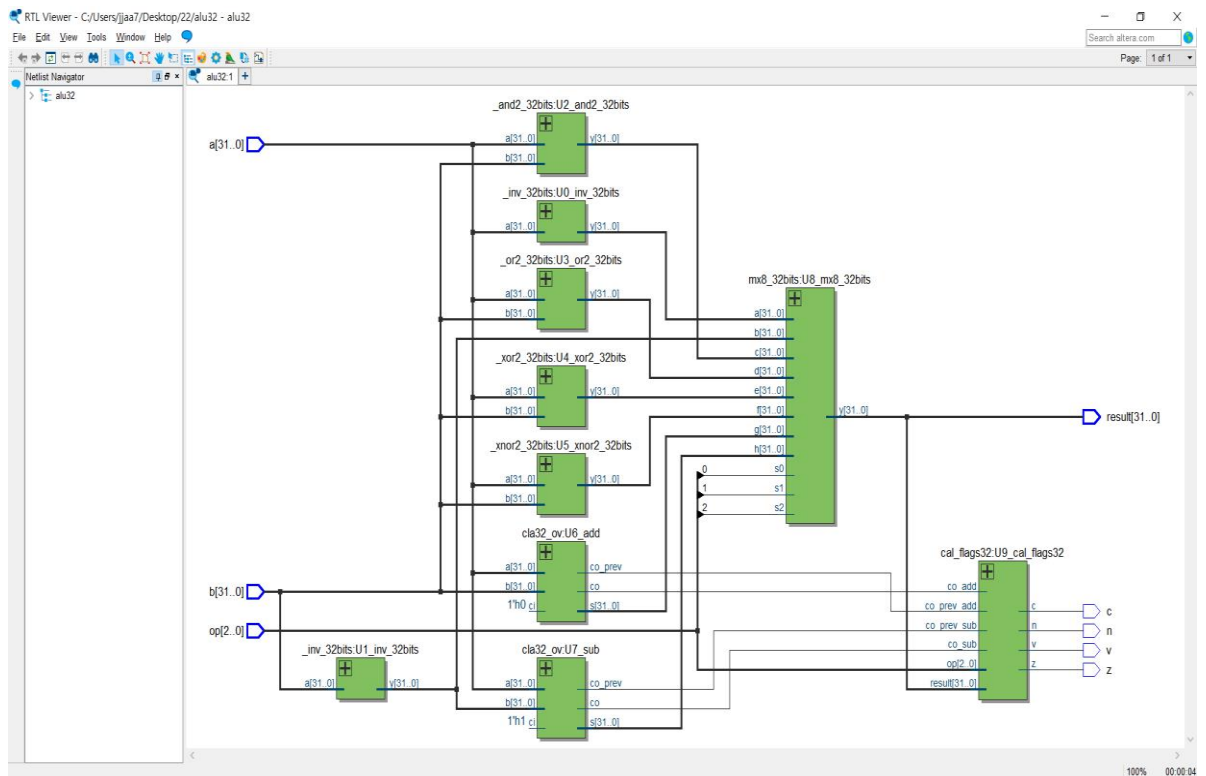 RTL Viewer - C:/Users/jjaa7/Desktop/22/alu32 - alu32
File Edit View Tools Window Help
Search altera.com
Page: 1 of 1
Netlist Navigator
alu32:1
alu32
_and2_32bits:U2_and2_32bits
a[31..0]
a[31..0] y[31..0]
b[31..0]
_inv_32bits:U0_inv_32bits
a[31..0] y[31..0]
_or2_32bits:U3_or2_32bits
a[31..0] y[31..0]
b[31..0]
_xor2_32bits:U4_xor2_32bits
a[31..0] y[31..0]
b[31..0]
_xnor2_32bits:U5_xnor2_32bits
a[31..0] y[31..0]
b[31..0]
mx8_32bits:U8_mx8_32bits
a[31..0]
b[31..0]
c[31..0]
d[31..0]
e[31..0]
f[31..0] y[31..0]
g[31..0]
h[31..0]
0 s0
1 s1
2 s2
result[31..0]
cla32_ov:U6_add
a[31..0] co_prev
b[31..0] co
1'h0 ci s[31..0]
b[31..0]
op[2..0]
_inv_32bits:U1_inv_32bits
a[31..0] y[31..0]
cla32_ov:U7_sub
a[31..0] co_prev
b[31..0] co
1'h1 ci s[31..0]
cal_flags32:U9_cal_flags32
co_add
co_prev_add c
co_prev_sub n
co_sub v
op[2..0] z
result[31..0]
c
n
v
z
100% 00:00:04